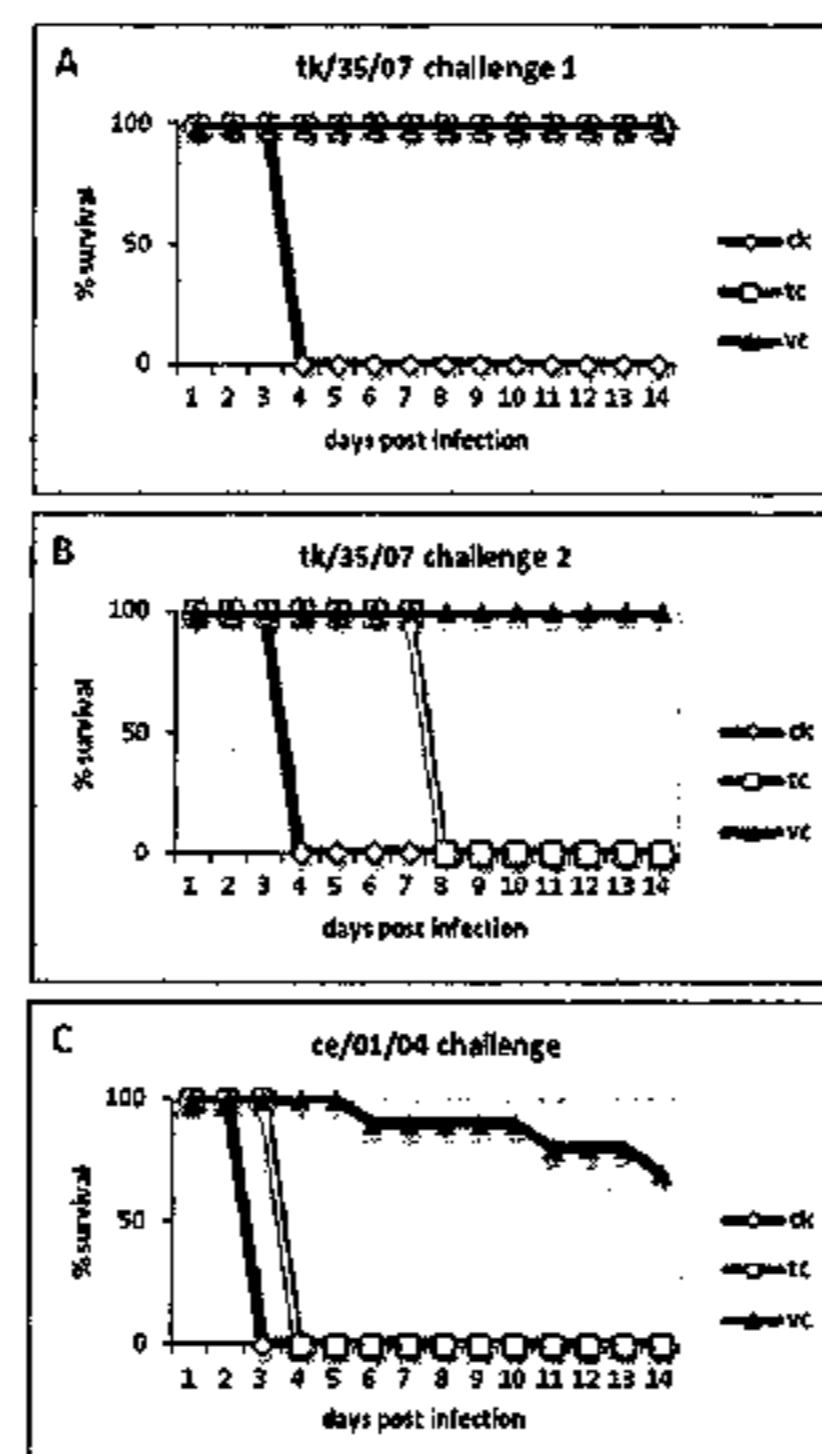 A
tk/35/07 challenge 1
100
50
0
% survival
ck
tc
vc
1 2 3 4 5 6 7 8 9 10 11 12 13 14
days post infection
B
tk/35/07 challenge 2
100
50
0
% survival
ck
tc
vc
1 2 3 4 5 6 7 8 9 10 11 12 13 14
days post infection
C
ce/01/04 challenge
100
50
0
% survival
ck
tc
vc
1 2 3 4 5 6 7 8 9 10 11 12 13 14
days post infection